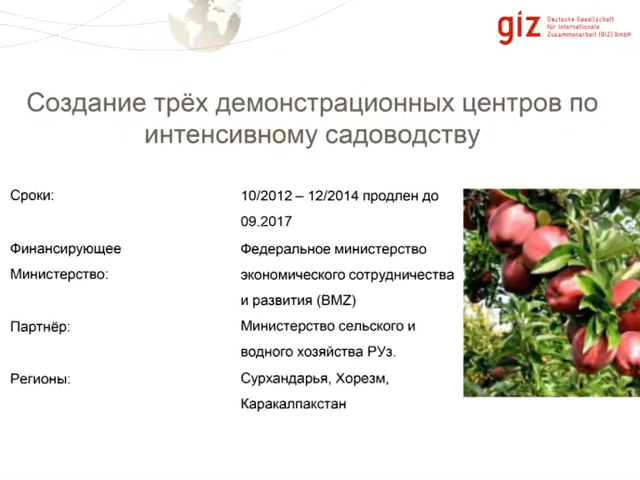 giz
Deutsche Gesellschaft
für Internationale
Zusammenarbeit (GIZ) GmbH
Создание трёх демонстрационных центров по
интенсивному садоводству
Сроки:
10/2012 – 12/2014 продлен до
09.2017
Финансирующее
Министерство:
Федеральное министерство
экономического сотрудничества
и развития (BMZ)
Партнёр:
Министерство сельского и
водного хозяйства РУз.
Регионы:
Сурхандарья, Хорезм,
Каракалпакстан